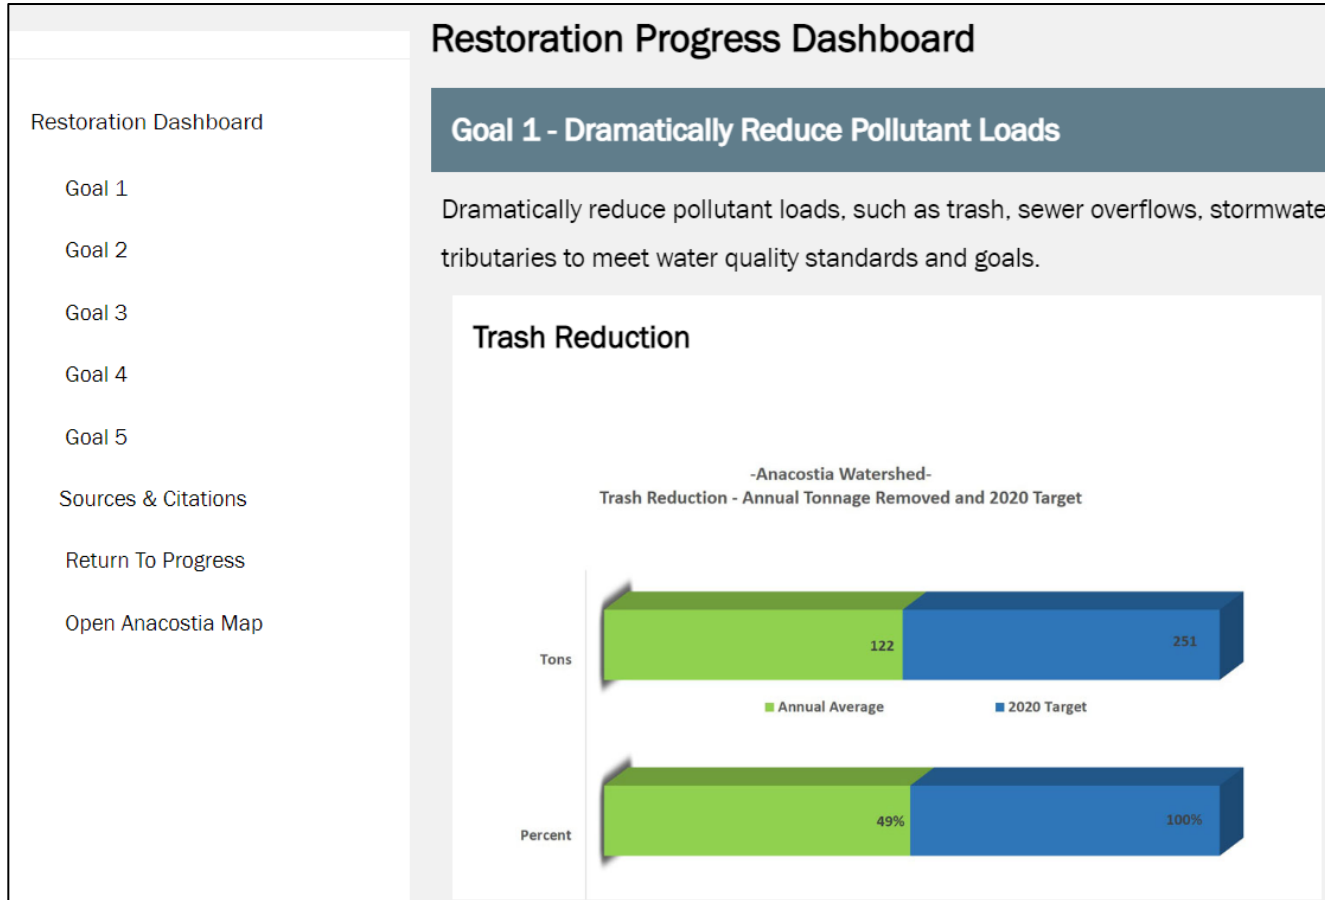 Restoration Progress Dashboard
Restoration Dashboard
Goal 1
Goal 2
Goal 3
Goal 4
Goal 5
Sources & Citations
Return To Progress
Open Anacostia Map
Goal 1 - Dramatically Reduce Pollutant Loads
Dramatically reduce pollutant loads, such as trash, sewer overflows, stormwate
tributaries to meet water quality standards and goals.
Trash Reduction
-Anacostia Watershed-
Trash Reduction - Annual Tonnage Removed and 2020 Target
Tons
122
251
Annual Average
2020 Target
Percent
49%
100%